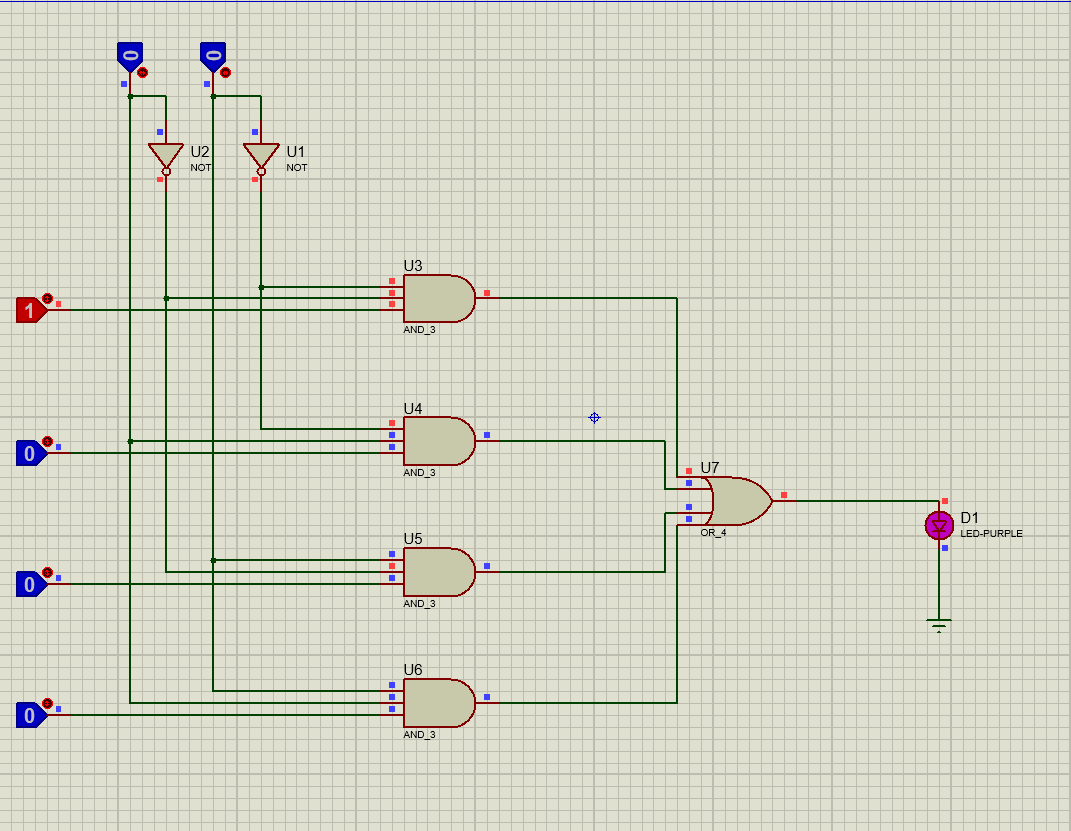 0 0
U2
NOT
U1
NOT
U3
1
AND_3
U4
0
AND_3
U7
OR_4
D1
LED-PURPLE
U5
0
AND_3
U6
0
AND_3